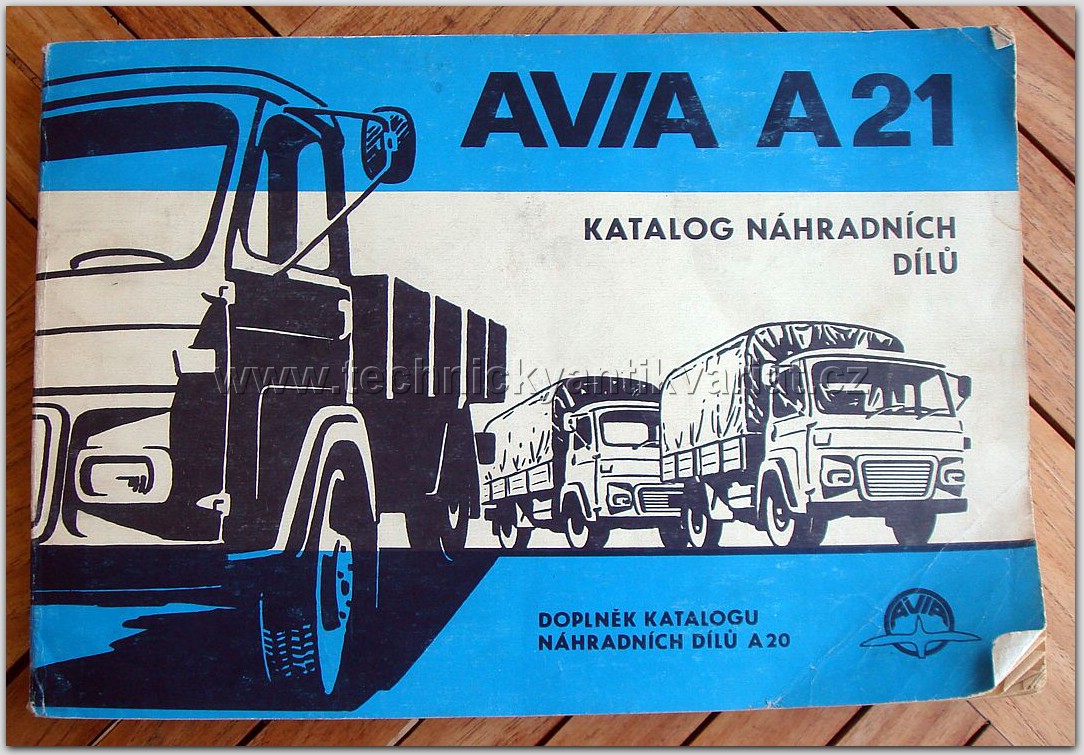 AVIA A21
KATALOG NÁHRADNÍCH
DÍLŮ
www.technickyantikvariat.cz
DOPLNĚK KATALOGU
NÁHRADNÍCH DÍLŮ A20
AVIA